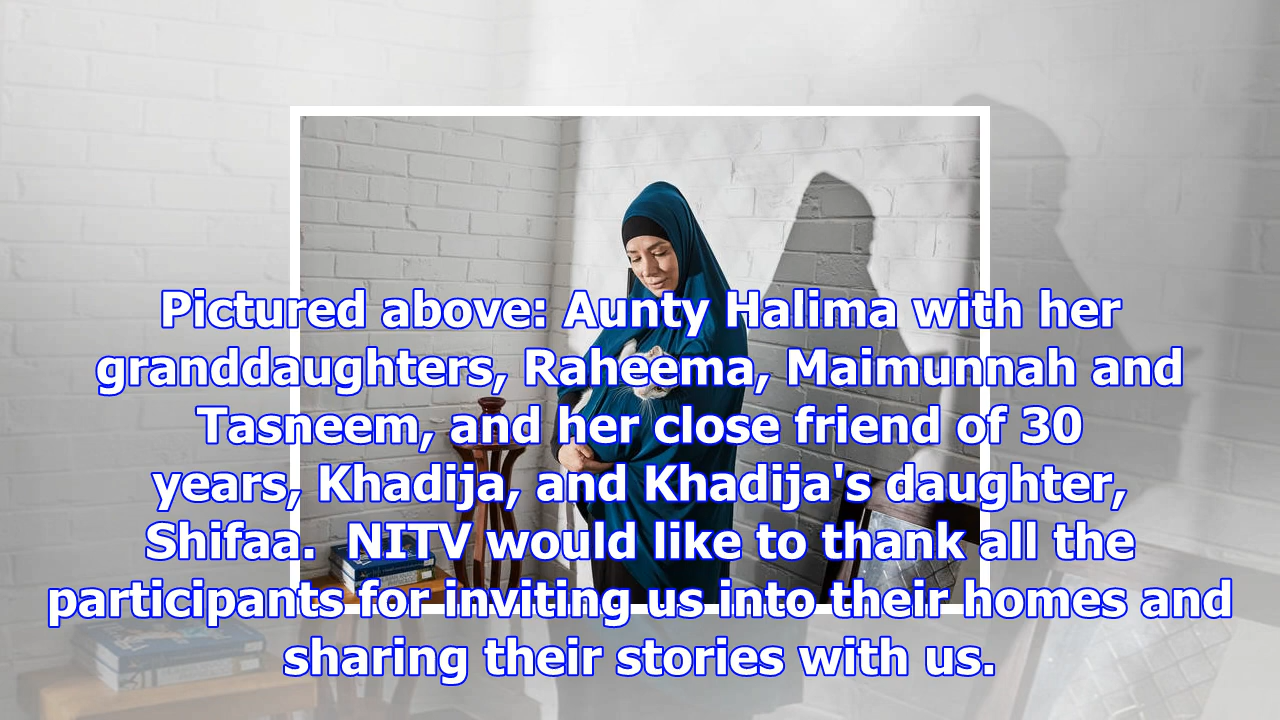 Pictured above: Aunty Halima with her
granddaughters, Raheema, Maimunnah and
Tasneem, and her close friend of 30
years, Khadija, and Khadija's daughter,
Shifaa.  NITV would like to thank all the
participants for inviting us into their homes and
sharing their stories with us.